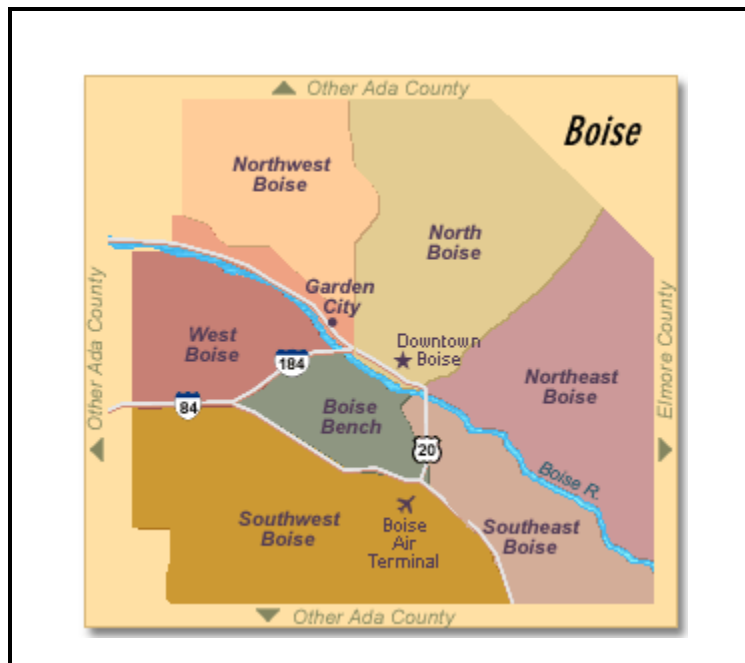 Other Ada County
Boise
Northwest
Boise
North
Boise
Other Ada County
Elmore County
Garden
City
West
Boise
Downtown
Boise
184
Northeast
Boise
84
Boise
Bench
20
Boise R.
Southwest
Boise
Boise
Air
Terminal
Southeast
Boise
Other Ada County